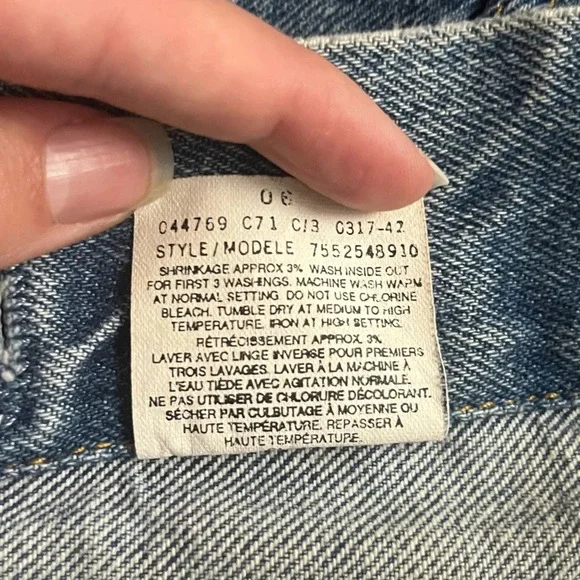 06
044769 C71 C/3 0317-42
STYLE/MODELE 7552548910
SHRINKAGE APPROX 3% WASH INSIDE OUT
FOR FIRST 3 WASHINGS. MACHINE WASH WARM
AT NORMAL SETTING. DO NOT USE CHLORINE
BLEACH. TUMBLE DRY AT MEDIUM TO HIGH
TEMPERATURE. IRON AT HIGH SETTING.
RÉTRÉCISSEMENT APPROX. 3%
LAVER AVEC LINGE INVERSE POUR PREMIERS
TROIS LAVAGES. LAVER À LA MACHINE À
L'EAU TIÈDE AVEC AGITATION NORMALE.
NE PAS UTILISER DE CHLORURE DÉCOLORANT.
SÉCHER PAR CULBUTAGE À MOYENNE OU
HAUTE TEMPÉRATURE. REPASSER À
HAUTE TEMPÉRATURE.